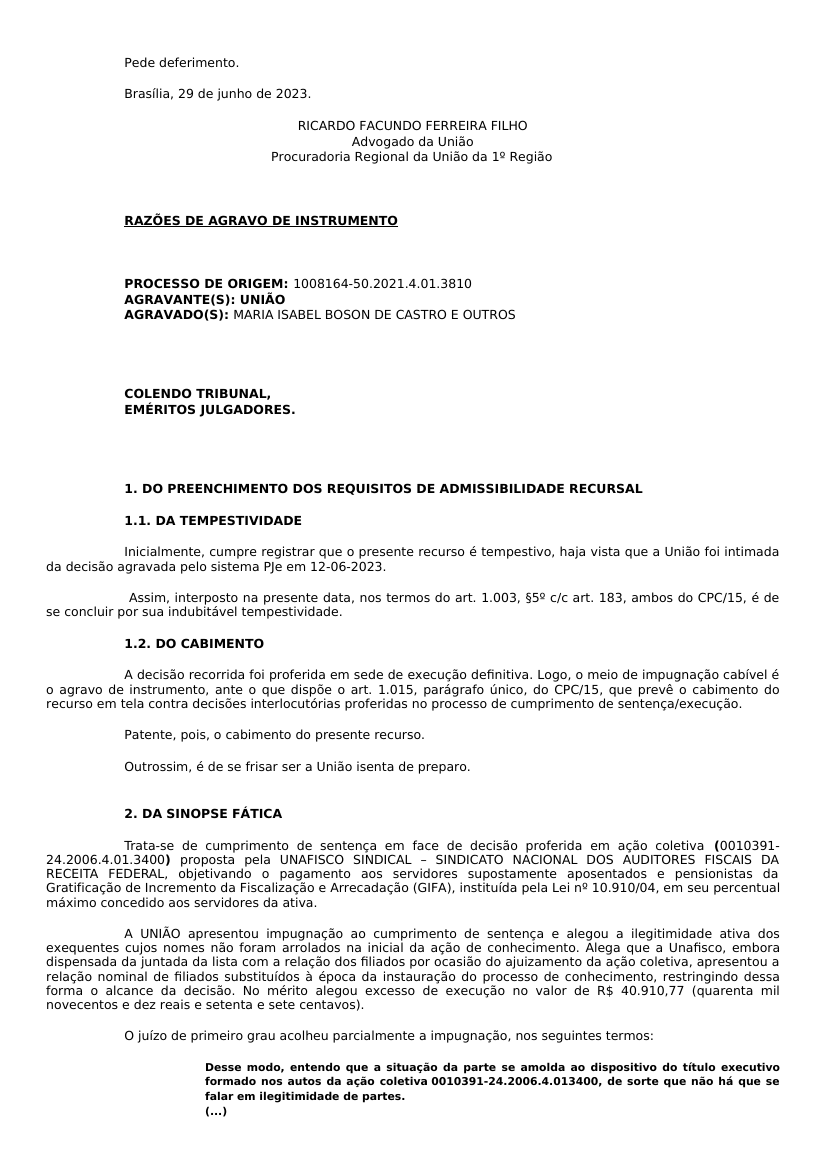 Pede deferimento.
Brasília, 29 de junho de 2023.
RICARDO FACUNDO FERREIRA FILHO
Advogado da União
Procuradoria Regional da União da 1º Região
RAZÕES DE AGRAVO DE INSTRUMENTO
PROCESSO DE ORIGEM: 1008164-50.2021.4.01.3810
AGRAVANTE(S): UNIÃO
AGRAVADO(S): MARIA ISABEL BOSON DE CASTRO E OUTROS
COLENDO TRIBUNAL,
EMÉRITOS JULGADORES.
1. DO PREENCHIMENTO DOS REQUISITOS DE ADMISSIBILIDADE RECURSAL
1.1. DA TEMPESTIVIDADE
Inicialmente, cumpre registrar que o presente recurso é tempestivo, haja vista que a União foi intimada
da decisão agravada pelo sistema PJe em 12-06-2023.
Assim, interposto na presente data, nos termos do art. 1.003, §5º c/c art. 183, ambos do CPC/15, é de
se concluir por sua indubitável tempestividade.
1.2. DO CABIMENTO
A decisão recorrida foi proferida em sede de execução definitiva. Logo, o meio de impugnação cabível é
o agravo de instrumento, ante o que dispõe o art. 1.015, parágrafo único, do CPC/15, que prevê o cabimento do
recurso em tela contra decisões interlocutórias proferidas no processo de cumprimento de sentença/execução.
Patente, pois, o cabimento do presente recurso.
Outrossim, é de se frisar ser a União isenta de preparo.
2. DA SINOPSE FÁTICA
Trata-se de cumprimento de sentença em face de decisão proferida em ação coletiva (0010391-
24.2006.4.01.3400) proposta pela UNAFISCO SINDICAL – SINDICATO NACIONAL DOS AUDITORES FISCAIS DA
RECEITA FEDERAL, objetivando o pagamento aos servidores supostamente aposentados e pensionistas da
Gratificação de Incremento da Fiscalização e Arrecadação (GIFA), instituída pela Lei nº 10.910/04, em seu percentual
máximo concedido aos servidores da ativa.
A UNIÃO apresentou impugnação ao cumprimento de sentença e alegou a ilegitimidade ativa dos
exequentes cujos nomes não foram arrolados na inicial da ação de conhecimento. Alega que a Unafisco, embora
dispensada da juntada da lista com a relação dos filiados por ocasião do ajuizamento da ação coletiva, apresentou a
relação nominal de filiados substituídos à época da instauração do processo de conhecimento, restringindo dessa
forma o alcance da decisão. No mérito alegou excesso de execução no valor de R$ 40.910,77 (quarenta mil
novecentos e dez reais e setenta e sete centavos).
O juízo de primeiro grau acolheu parcialmente a impugnação, nos seguintes termos:
Desse modo, entendo que a situação da parte se amolda ao dispositivo do título executivo
formado nos autos da ação coletiva 0010391-24.2006.4.013400, de sorte que não há que se
falar em ilegitimidade de partes.
(...)